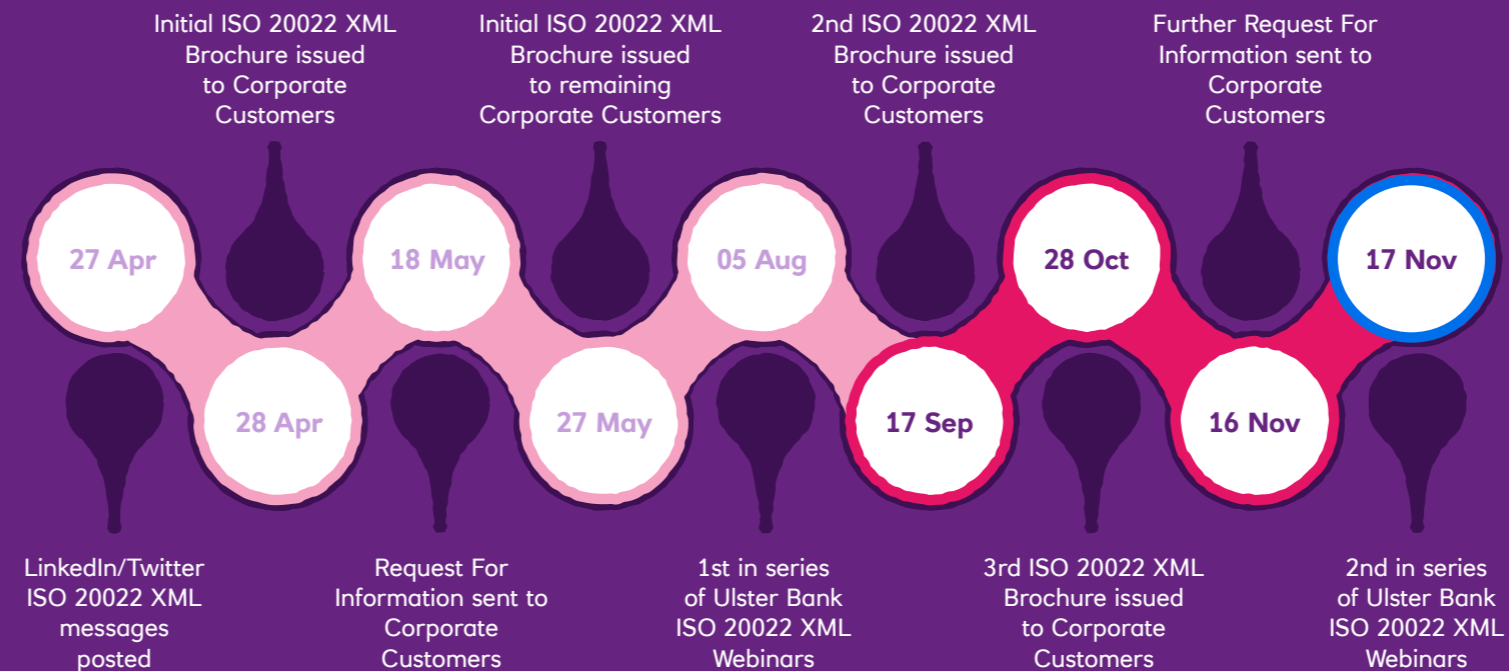 Initial ISO 20022 XML
Brochure issued
to Corporate
Customers
Initial ISO 20022 XML
Brochure issued
to remaining
Corporate Customers
2nd ISO 20022 XML
Brochure issued
to Corporate
Customers
Further Request For
Information sent to
Corporate
Customers
27 Apr
18 May
05 Aug
28 Oct
17 Nov
28 Apr
27 May
17 Sep
16 Nov
LinkedIn/Twitter
ISO 20022 XML
messages
posted
Request For
Information sent to
Corporate
Customers
1st in series
of Ulster Bank
ISO 20022 XML
Webinars
3rd ISO 20022 XML
Brochure issued
to Corporate
Customers
2nd in series
of Ulster Bank
ISO 20022 XML
Webinars